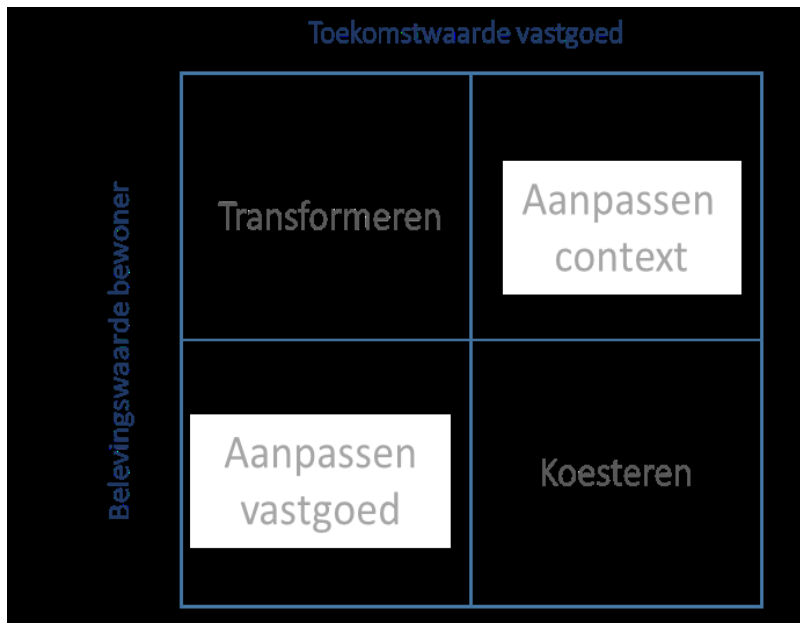 Toekomstwaarde vastgoed
Belevingswaarde bewoner
Transformeren
Aanpassen
context
Aanpassen
vastgoed
Koesteren